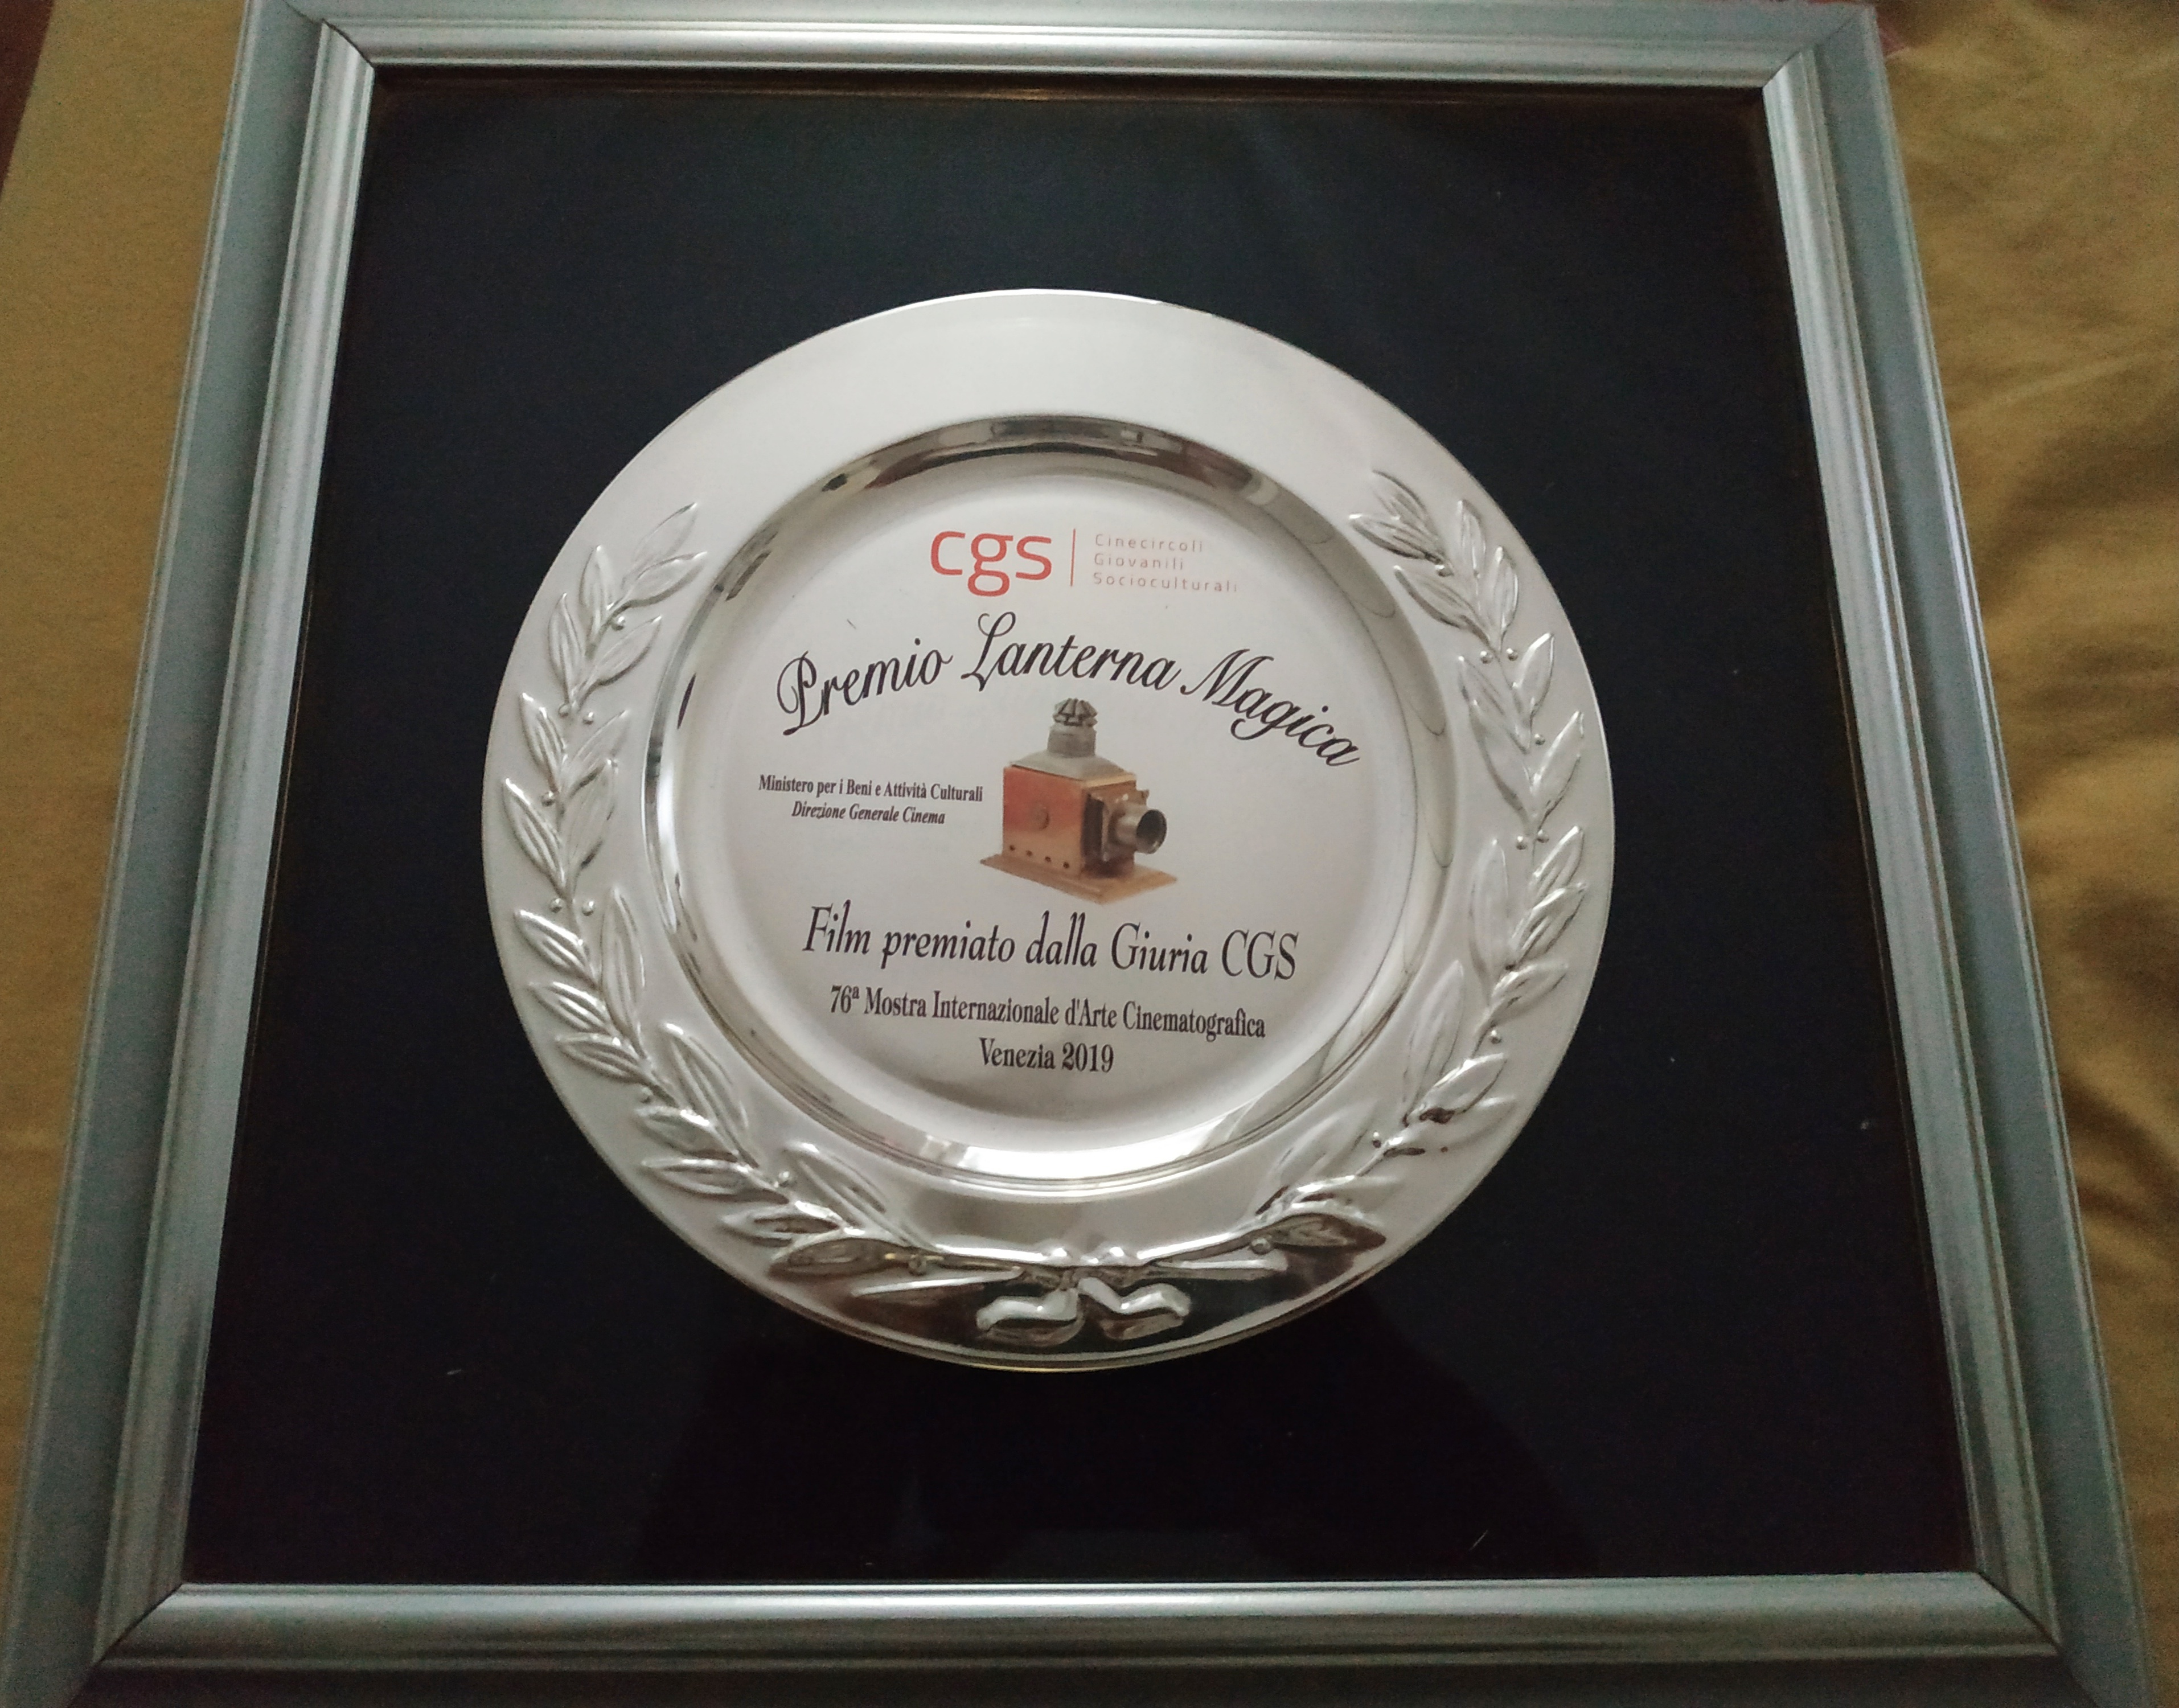 cgs
Cinecircoli
Giovanili
Socioculturali
Premio Lanterna Magica
Ministero per i Beni e Attività Culturali
Direzione Generale Cinema
Film premiato dalla Giuria CGS
76ª Mostra Internazionale d'Arte Cinematografica
Venezia 2019